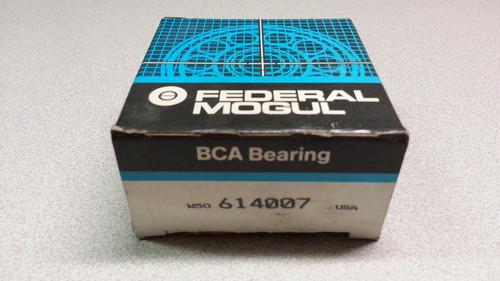 FEDERAL
MOGUL
BCA Bearing
WSO 614007 USA